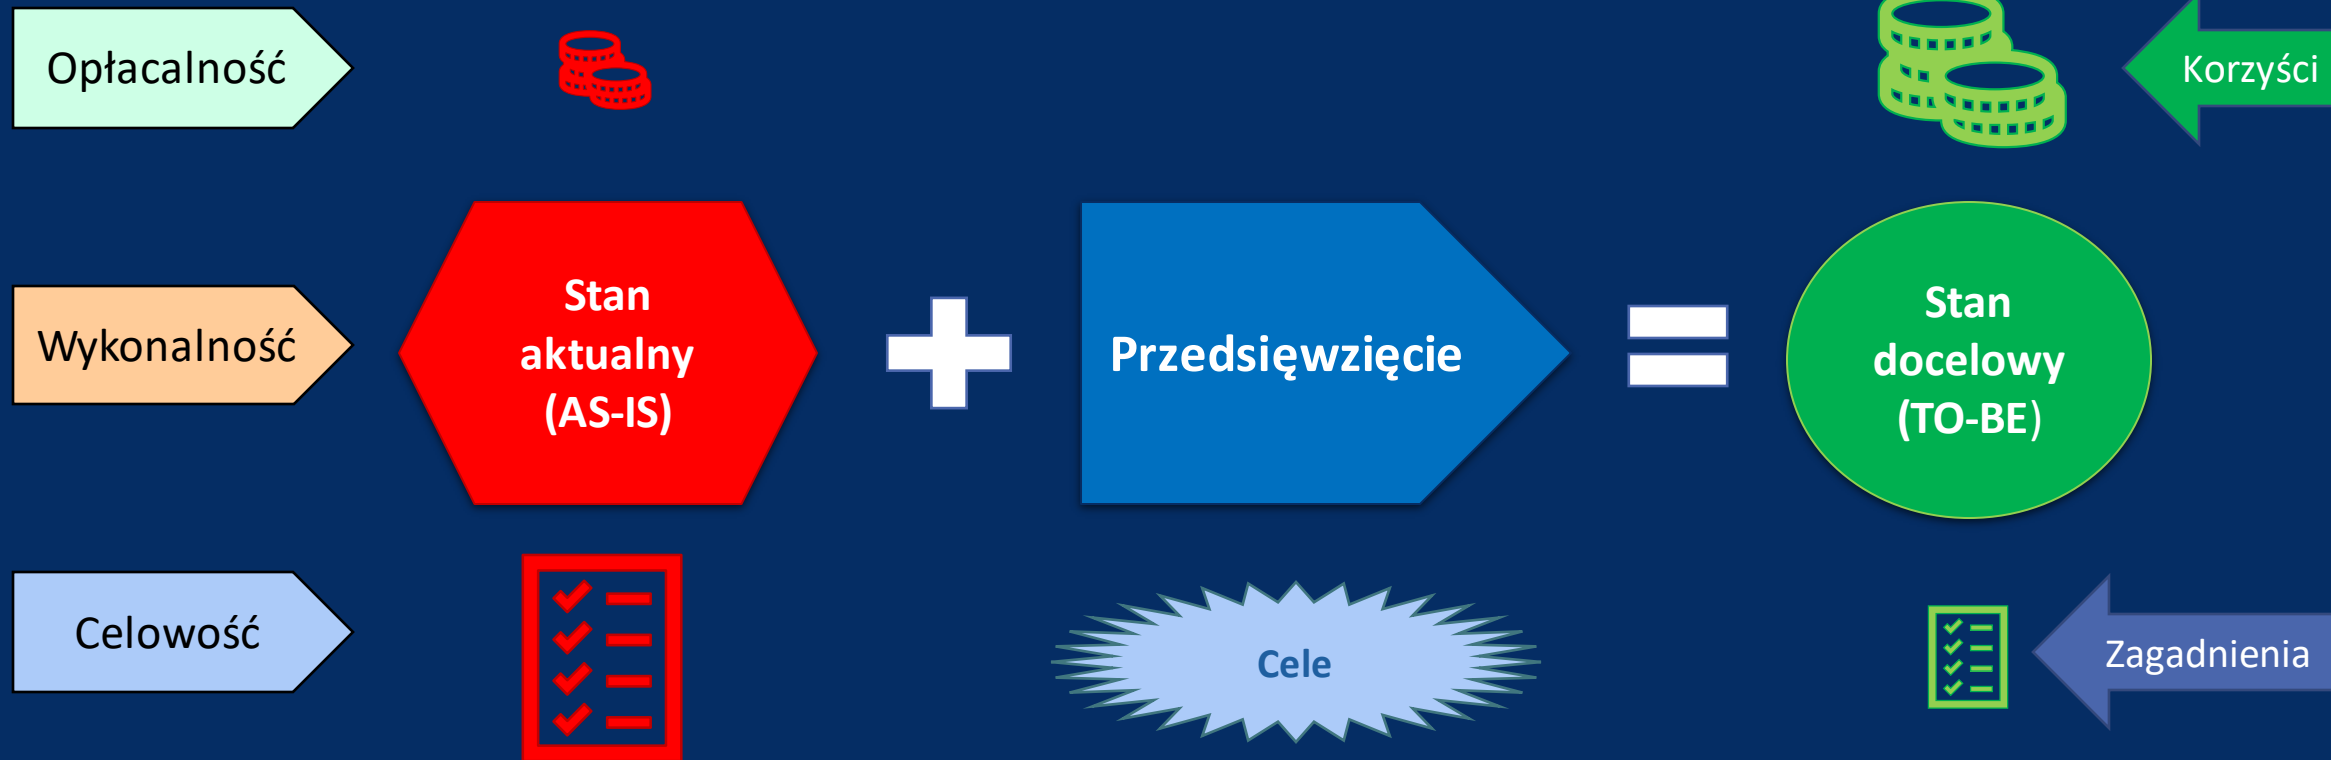 Opłacalność
Korzyści
Wykonalność
Stan
aktualny
(AS-IS)
Przedsięwzięcie
Stan
docelowy
(TO-BE)
Celowość
Cele
Zagadnienia